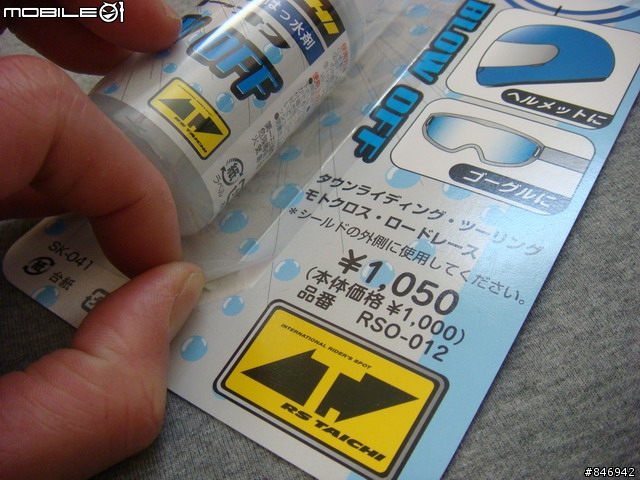 MOBILE01
OFF
はっ水剤
BLOW OFF
ヘルメットに
ゴーグルに
タウンライディング・ツーリング
モトクロス・ロードレース
*シールドの外側に使用してください。
¥1,050
(本体価格 ¥1,000)
品番 RSO-012
SK-041
台紙
INTERNATIONAL RIDER'S SPOT
RS TAICHI
RS TAICHI
#846942